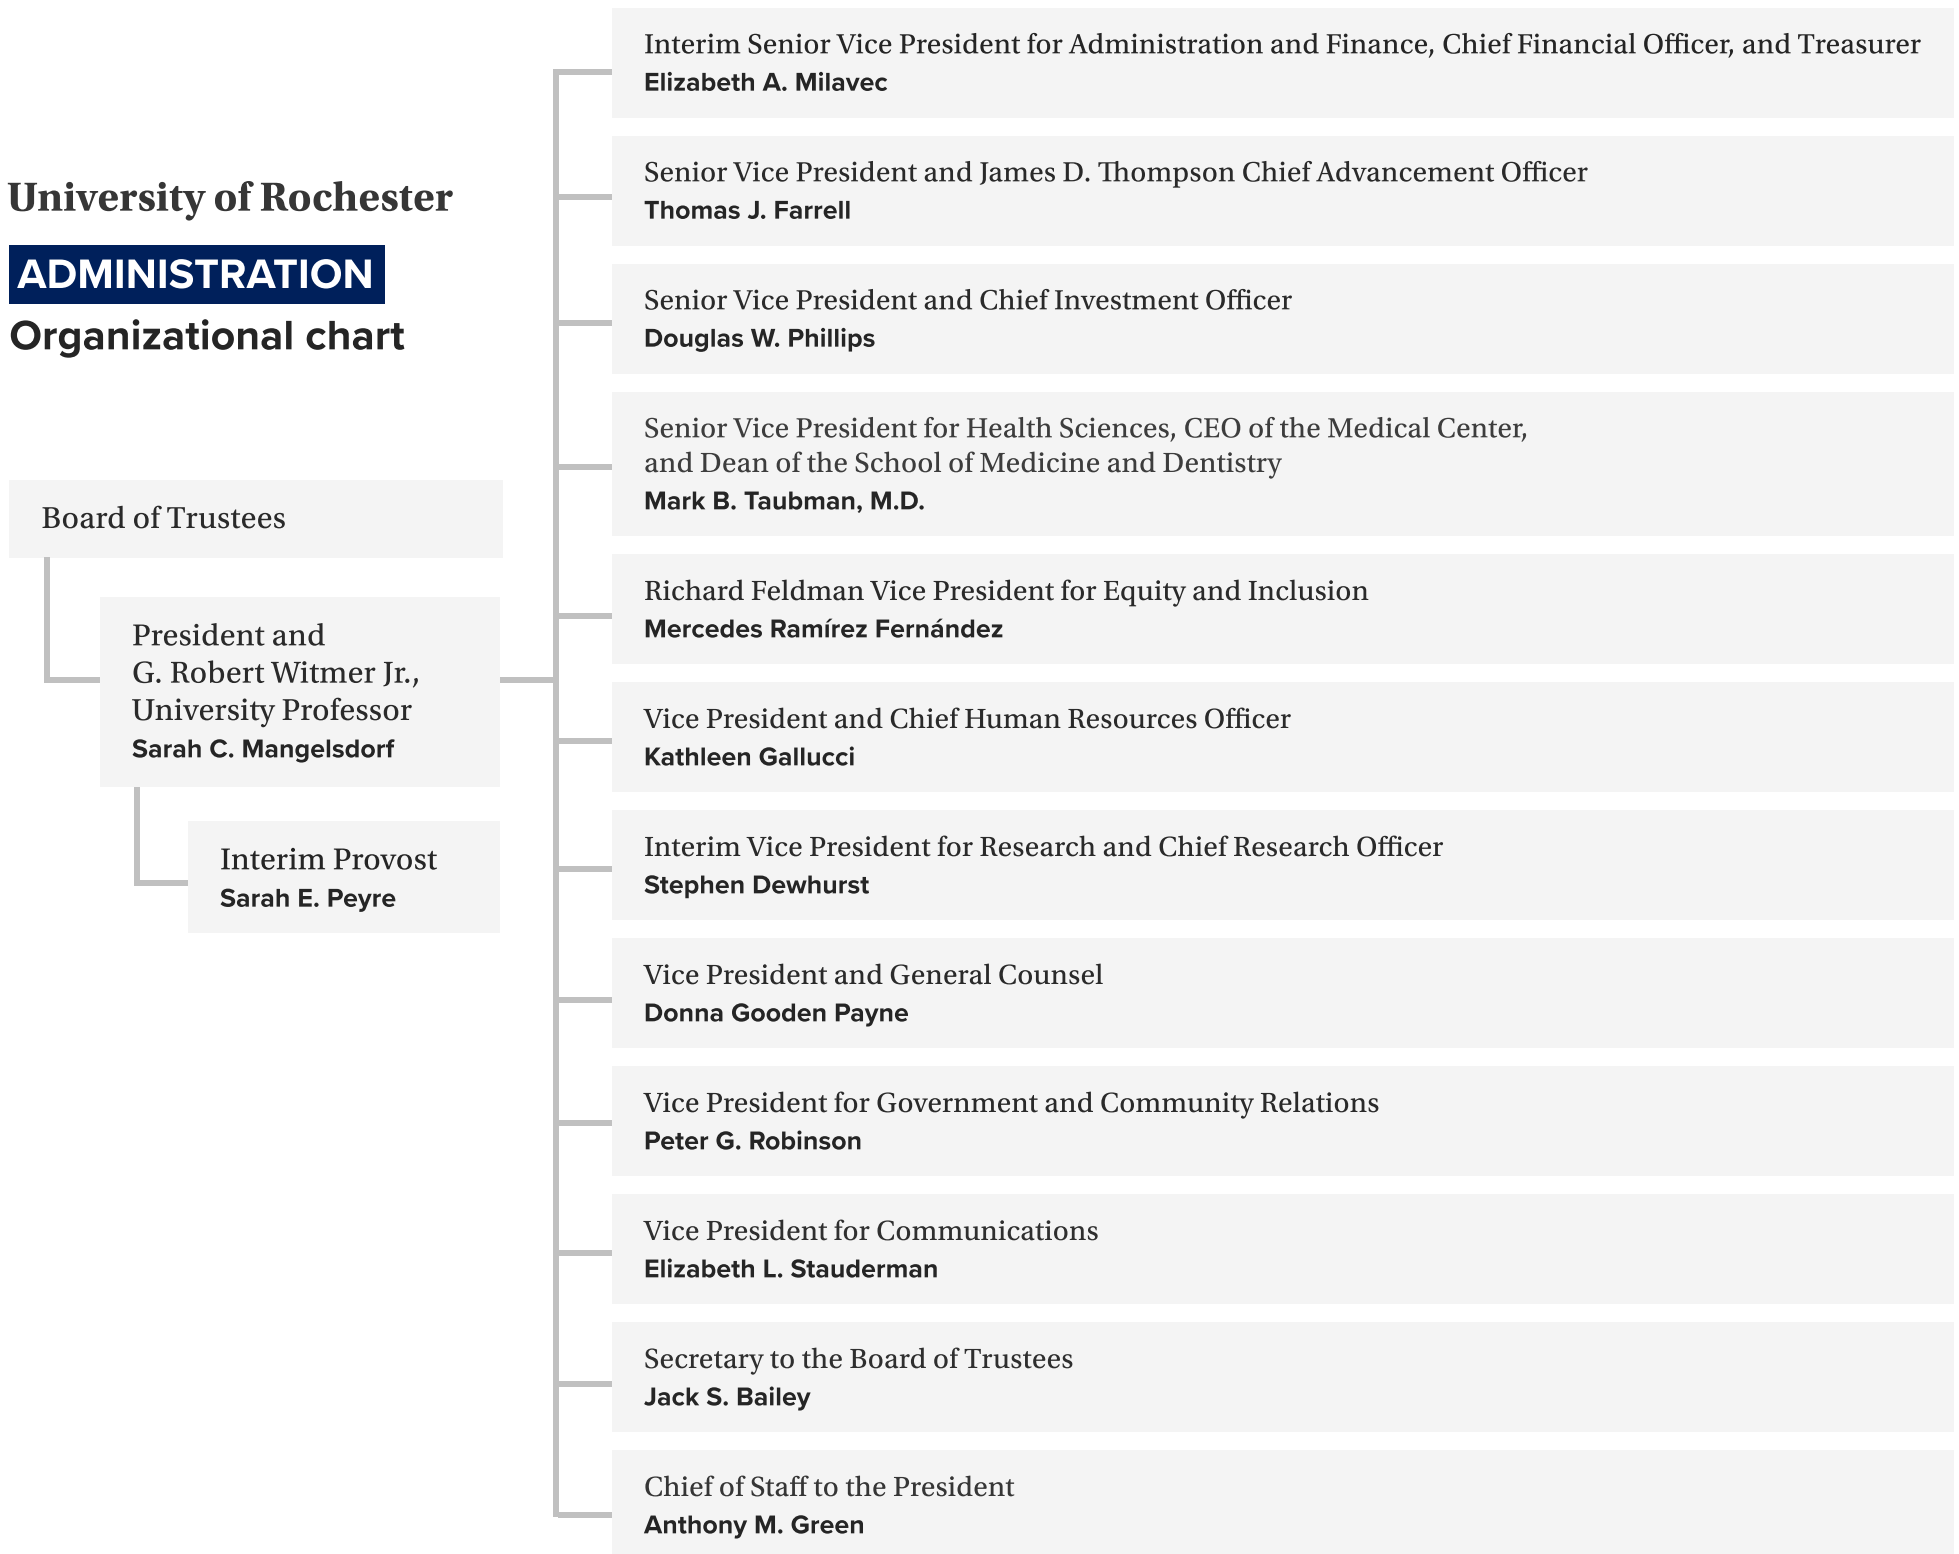 University of Rochester
ADMINISTRATION
Organizational chart
Board of Trustees
President and
G. Robert Witmer Jr.,
University Professor
Sarah C. Mangelsdorf
Interim Provost
Sarah E. Peyre
Interim Senior Vice President for Administration and Finance, Chief Financial Officer, and Treasurer
Elizabeth A. Milavec
Senior Vice President and James D. Thompson Chief Advancement Officer
Thomas J. Farrell
Senior Vice President and Chief Investment Officer
Douglas W. Phillips
Senior Vice President for Health Sciences, CEO of the Medical Center,
and Dean of the School of Medicine and Dentistry
Mark B. Taubman, M.D.
Richard Feldman Vice President for Equity and Inclusion
Mercedes Ramírez Fernández
Vice President and Chief Human Resources Officer
Kathleen Gallucci
Interim Vice President for Research and Chief Research Officer
Stephen Dewhurst
Vice President and General Counsel
Donna Gooden Payne
Vice President for Government and Community Relations
Peter G. Robinson
Vice President for Communications
Elizabeth L. Stauderman
Secretary to the Board of Trustees
Jack S. Bailey
Chief of Staff to the President
Anthony M. Green